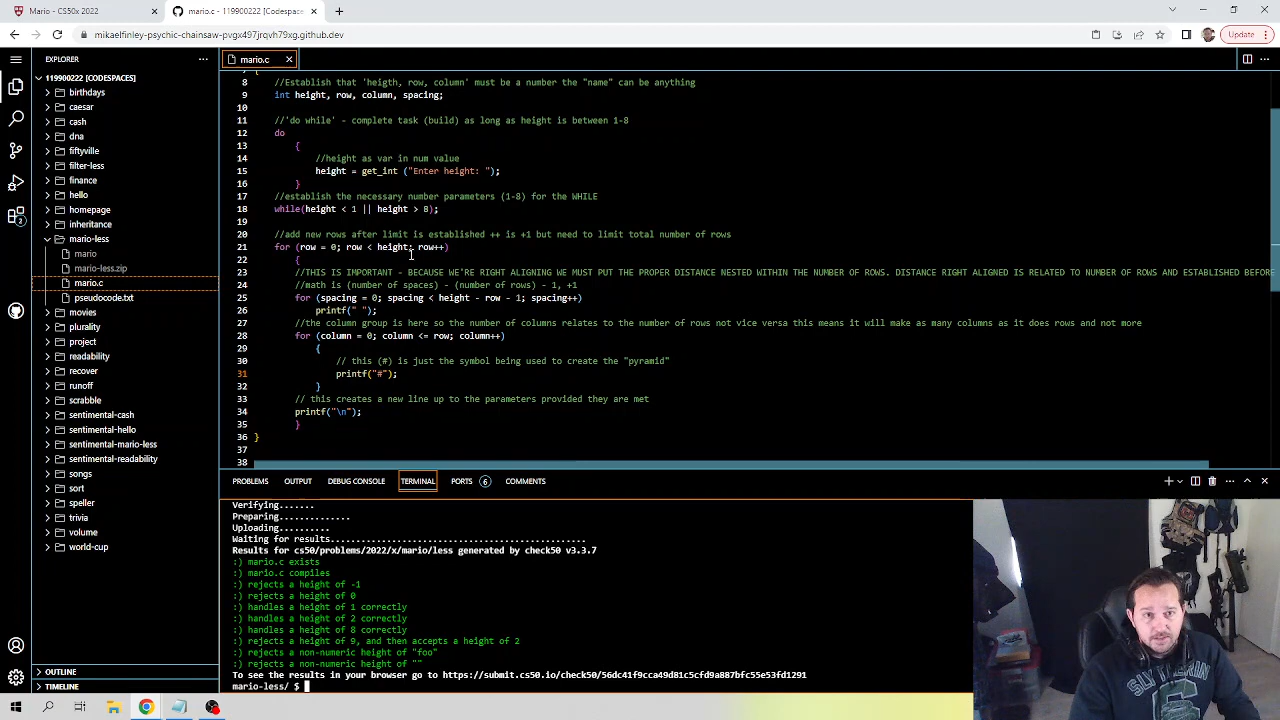 Mario - CS50x 2022
mario.c - 119900222 [Codespace
mikaelfinley-psychic-chainsaw-pvgx497jrqvh79xg.github.dev
Update
EXPLORER
119900222 [CODESPACES]
birthdays
caesar
cash
dna
fiftyville
filter-less
finance
hello
homepage
inheritance
mario-less
mario
mario-less.zip
mario.c
pseudocode.txt
movies
plurality
project
readability
recover
runoff
scrabble
sentimental-cash
sentimental-hello
sentimental-mario-less
sentimental-readability
songs
sort
speller
trivia
volume
world-cup
OUTLINE
TIMELINE
mario.c
{
8 //Establish that 'heigth, row, column' must be a number the "name" can be anything
9 int height, row, column, spacing;
10
11 //'do while' - complete task (build) as long as height is between 1-8
12 do
13 {
14 //height as var in num value
15 height = get_int ("Enter height: ");
16 }
17 //establish the necessary number parameters (1-8) for the WHILE
18 while(height < 1 || height > 8);
19
20 //add new rows after limit is established ++ is +1 but need to limit total number of rows
21 for (row = 0; row < height; row++)
22 {
23 //THIS IS IMPORTANT - BECAUSE WE'RE RIGHT ALIGNING WE MUST PUT THE PROPER DISTANCE NESTED WITHIN THE NUMBER OF ROWS. DISTANCE RIGHT ALIGNED IS RELATED TO NUMBER OF ROWS AND ESTABLISHED BEFORE
24 //math is (number of spaces) - (number of rows) - 1, +1
25 for (spacing = 0; spacing < height - row - 1; spacing++)
26 printf(" ");
27 //the column group is here so the number of columns relates to the number of rows not vice versa this means it will make as many columns as it does rows and not more
28 for (column = 0; column <= row; column++)
29 {
30 // this (#) is just the symbol being used to create the "pyramid"
31 printf("#");
32 }
33 // this creates a new line up to the parameters provided they are met
34 printf("\n");
35 }
36 }
37
38
PROBLEMS OUTPUT DEBUG CONSOLE TERMINAL PORTS 6 COMMENTS
Verifying.......
Preparing..............
Uploading..........
Waiting for results...............................................
Results for cs50/problems/2022/x/mario/less generated by check50 v3.3.7
:) mario.c exists
:) mario.c compiles
:) rejects a height of -1
:) rejects a height of 0
:) handles a height of 1 correctly
:) handles a height of 2 correctly
:) handles a height of 8 correctly
:) rejects a height of 9, and then accepts a height of 2
:) rejects a non-numeric height of "foo"
:) rejects a non-numeric height of ""
To see the results in your browser go to https://submit.cs50.io/check50/56dc41f9cca49d81c5cfd9a887bfc55e53fd1291
mario-less/ $